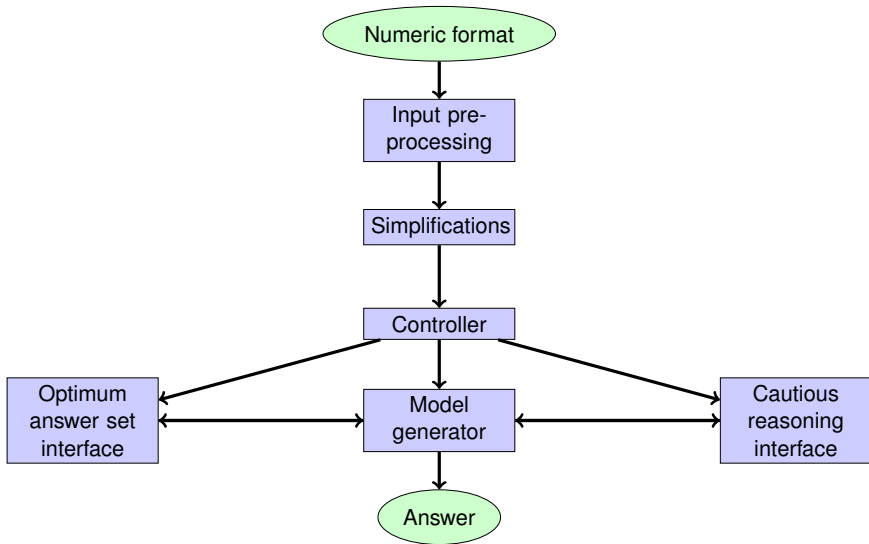 Numeric format
Input pre-
processing
Simplifications
Controller
Optimum
answer set
interface
Model
generator
Cautious
reasoning
interface
Answer